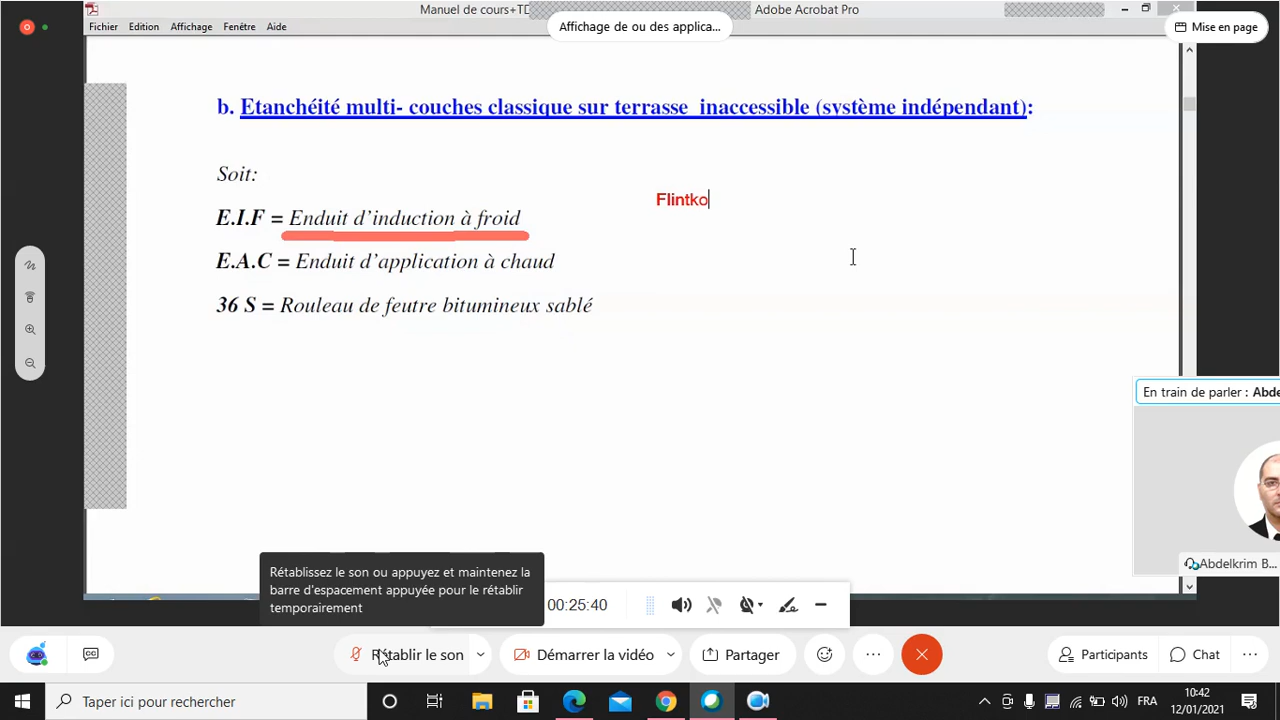 Manuel de cours+TD
Adobe Acrobat Pro
Affichage de ou des applica...
Mise en page
Fichier Edition Affichage Fenêtre Aide
b. Etanchéité multi- couches classique sur terrasse inaccessible (système indépendant):
Soit:
Flintko
E.I.F = Enduit d’induction à froid
E.A.C = Enduit d’application à chaud
36 S = Rouleau de feutre bitumineux sablé
En train de parler : Abde
Abdelkrim B...
Rétablissez le son ou appuyez et maintenez la
barre d'espacement appuyée pour le rétablir
temporairement
00:25:40
CC
Rétablir le son
Démarrer la vidéo
Partager
Participants
Chat
Taper ici pour rechercher
FRA
10:42
12/01/2021